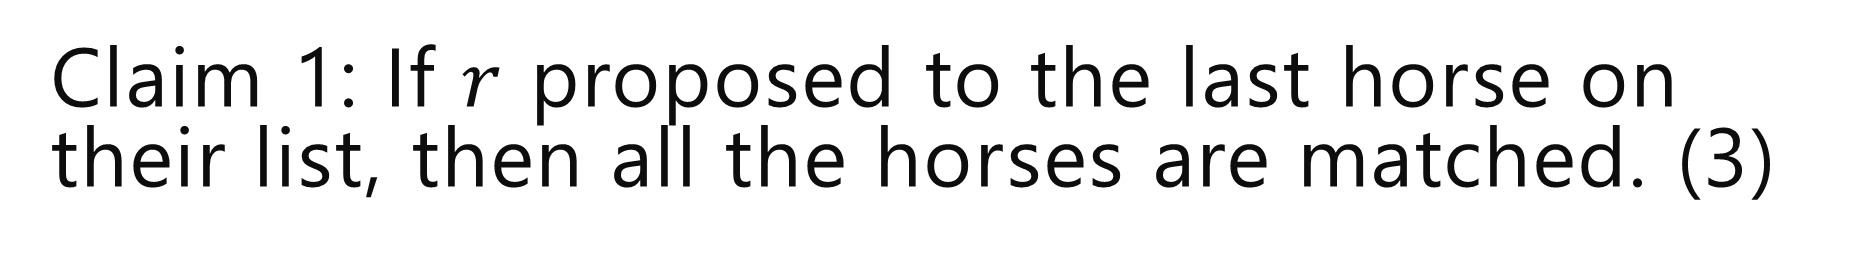 Claim 1: If r proposed to the last horse on
their list, then all the horses are matched. (3)